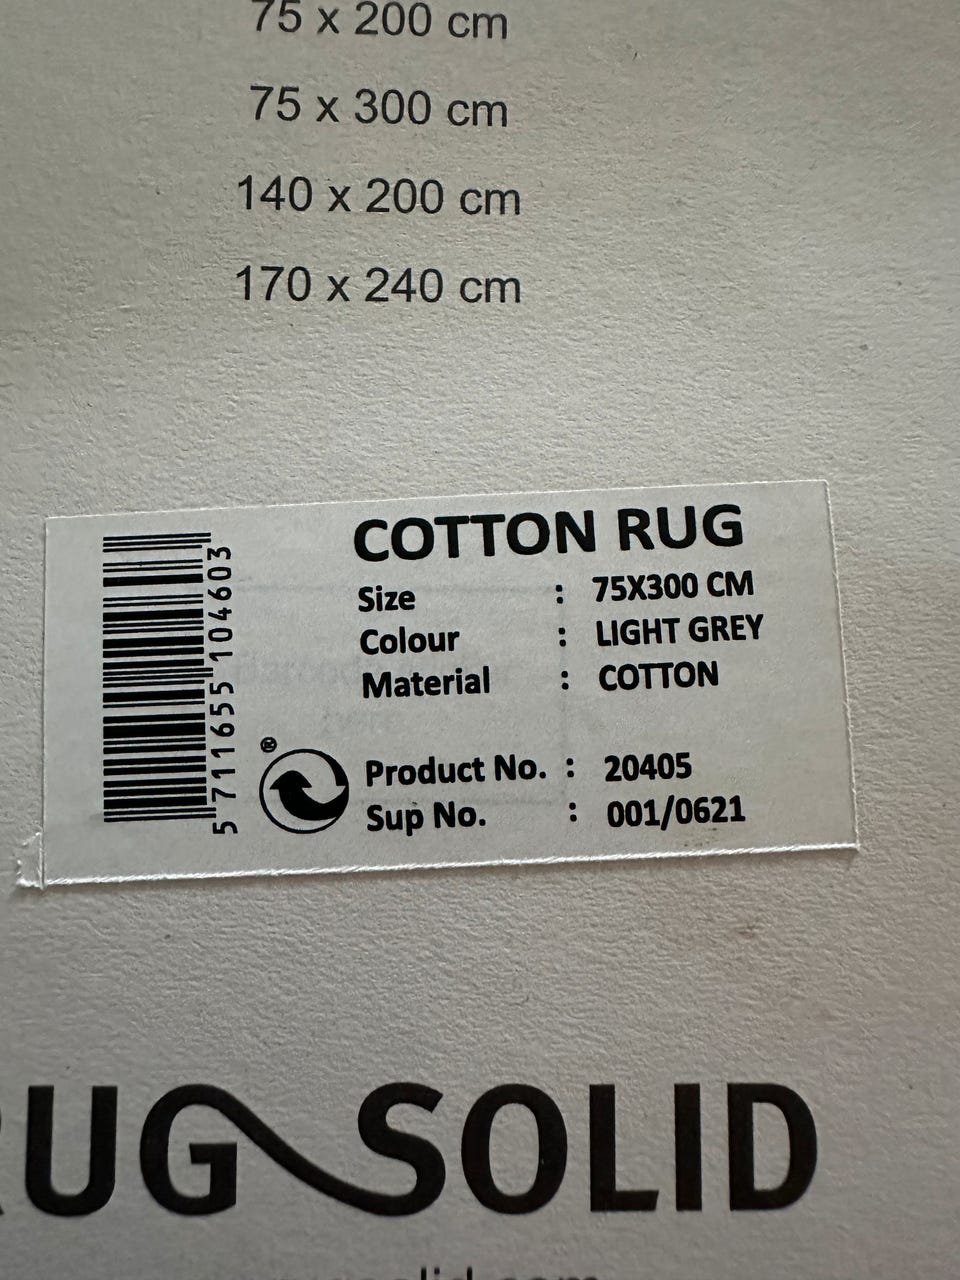 75 x 200 cm
75 x 300 cm
140 x 200 cm
170 x 240 cm
COTTON RUG
Size : 75X300 CM
Colour : LIGHT GREY
Material : COTTON
Product No. : 20405
Sup No. : 001/0621
5 711655 104603
®
RUG SOLID